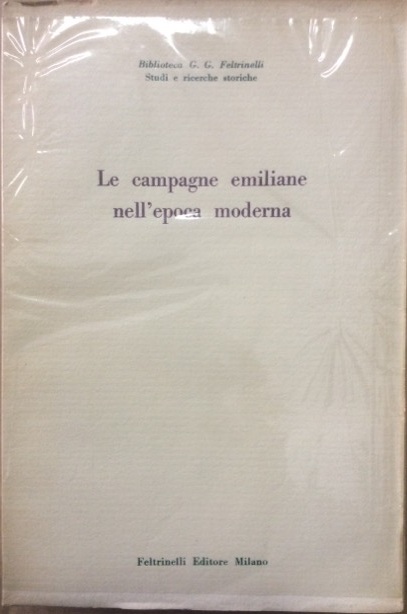 Biblioteca G. G. Feltrinelli
Studi e ricerche storiche
Le campagne emiliane
nell'epoca moderna
Feltrinelli Editore Milano